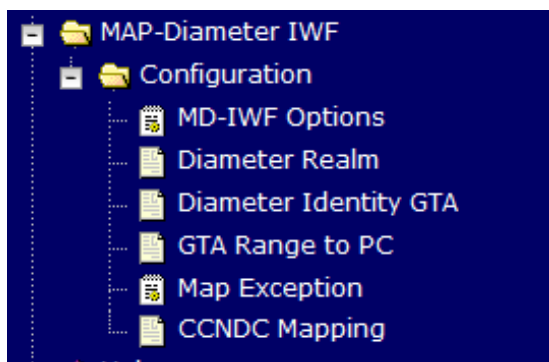 MAP-Diameter IWF
Configuration
MD-IWF Options
Diameter Realm
Diameter Identity GTA
GTA Range to PC
Map Exception
CCNDC Mapping